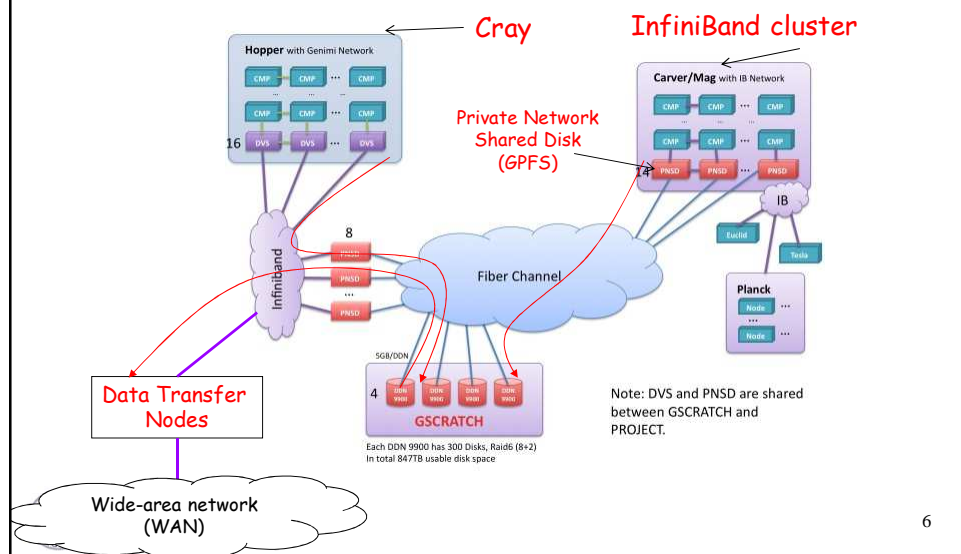 Cray
InfiniBand cluster
Hopper with Genimi Network
CMP CMP ... CMP
... ... ...
CMP CMP ... CMP
16 DVS DVS ... DVS
Private Network
Shared Disk
(GPFS)
Carver/Mag with IB Network
CMP CMP ... CMP
... ... ...
CMP CMP ... CMP
14 PNSD PNSD ... PNSD
IB
Euclid
Tesla
Planck
Node ...
...
Node ...
Infiniband
8
PNSD
PNSD
...
PNSD
Fiber Channel
5GB/DDN
4
DDN 9900
DDN 9900
DDN 9900
DDN 9900
GSCRATCH
Each DDN 9900 has 300 Disks, Raid6 (8+2)
In total 847TB usable disk space
Note: DVS and PNSD are shared
between GSCRATCH and
PROJECT.
Data Transfer
Nodes
Wide-area network
(WAN)
6